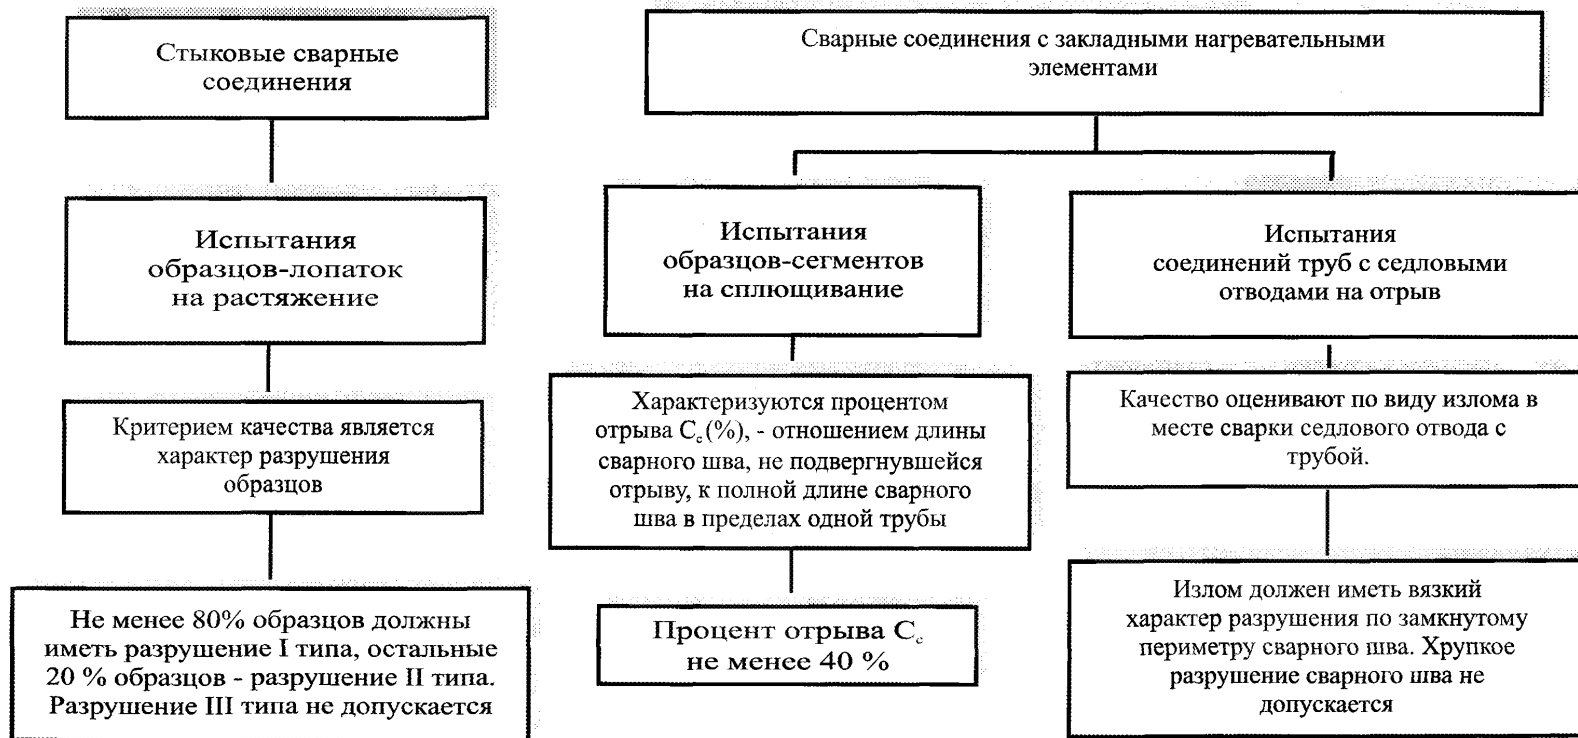 Стыковые сварные
соединения
Сварные соединения с закладными нагревательными
элементами
Испытания
образцов-лопаток
на растяжение
Испытания
образцов-сегментов
на сплющивание
Испытания
соединений труб с седловыми
отводами на отрыв
Критерием качества является
характер разрушения
образцов
Характеризуются процентом
отрыва Cₑ(%), - отношением длины
сварного шва, не подвергнувшейся
отрыву, к полной длине сварного
шва в пределах одной трубы
Качество оценивают по виду излома в
месте сварки седлового отвода с
трубой.
Не менее 80% образцов должны
иметь разрушение I типа, остальные
20 % образцов - разрушение II типа.
Разрушение III типа не допускается
Процент отрыва Cₑ
не менее 40 %
Излом должен иметь вязкий
характер разрушения по замкнутому
периметру сварного шва. Хрупкое
разрушение сварного шва не
допускается